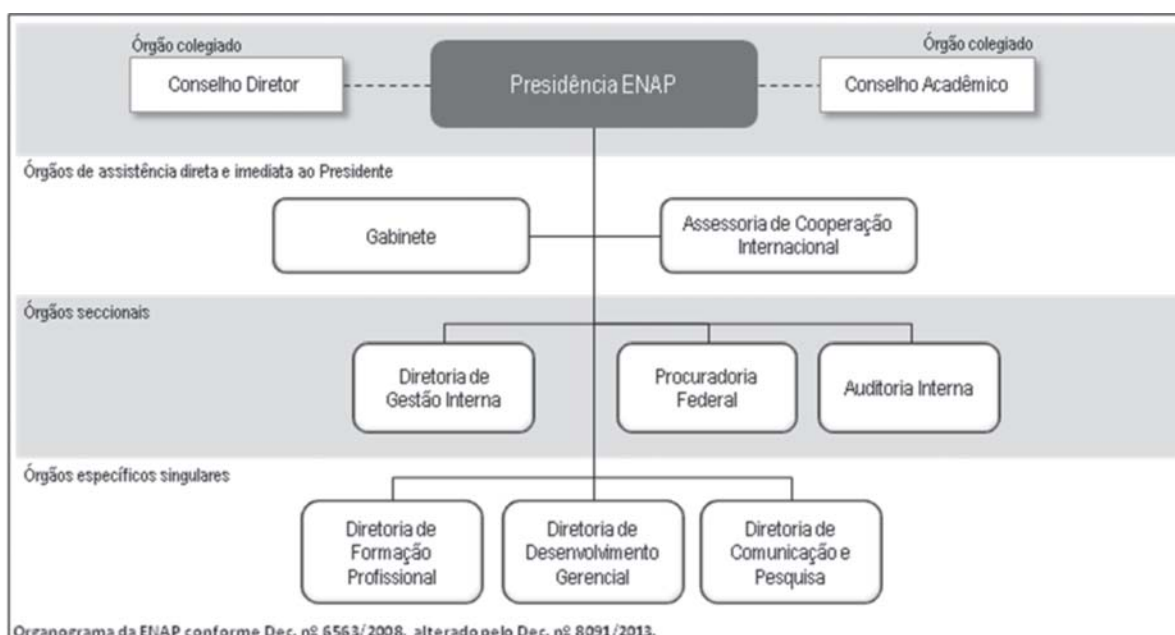 Órgão colegiado
Órgão colegiado
Conselho Diretor
Presidência ENAP
Conselho Acadêmico
Órgãos de assistência direta e imediata ao Presidente
Gabinete
Assessoria de Cooperação
Internacional
Órgãos seccionais
Diretoria de
Gestão Interna
Procuradoria
Federal
Auditoria Interna
Órgãos específicos singulares
Diretoria de
Formação
Profissional
Diretoria de
Desenvolvimento
Gerencial
Diretoria de
Comunicação e
Pesquisa
Organograma da ENAP conforme Dec. nº 6563/2008, alterado pelo Dec. nº 8091/2013.